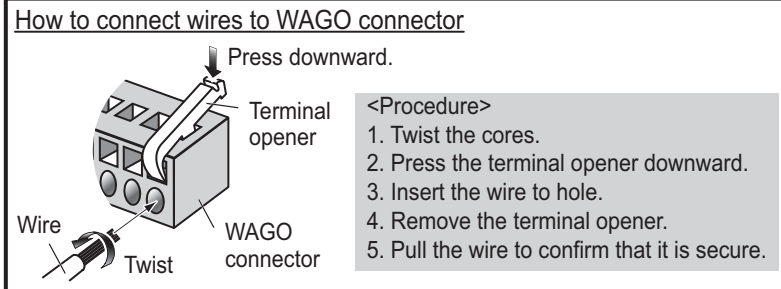 How to connect wires to WAGO connector
Press downward.
Terminal
opener
Wire
Twist
WAGO
connector
<Procedure>
1. Twist the cores.
2. Press the terminal opener downward.
3. Insert the wire to hole.
4. Remove the terminal opener.
5. Pull the wire to confirm that it is secure.